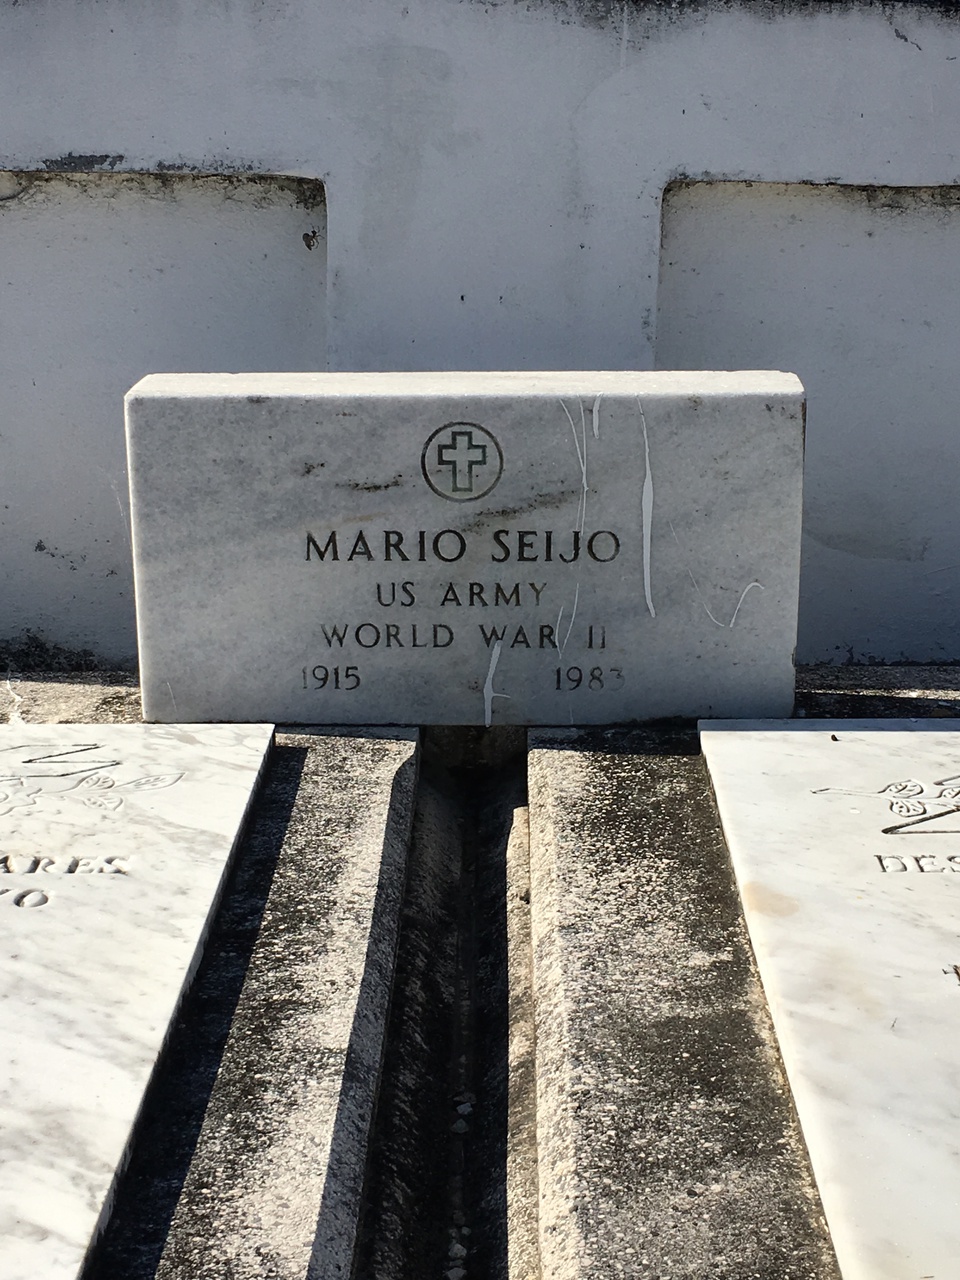 MARIO SEIJO
US ARMY
WORLD WAR II
1915 1983